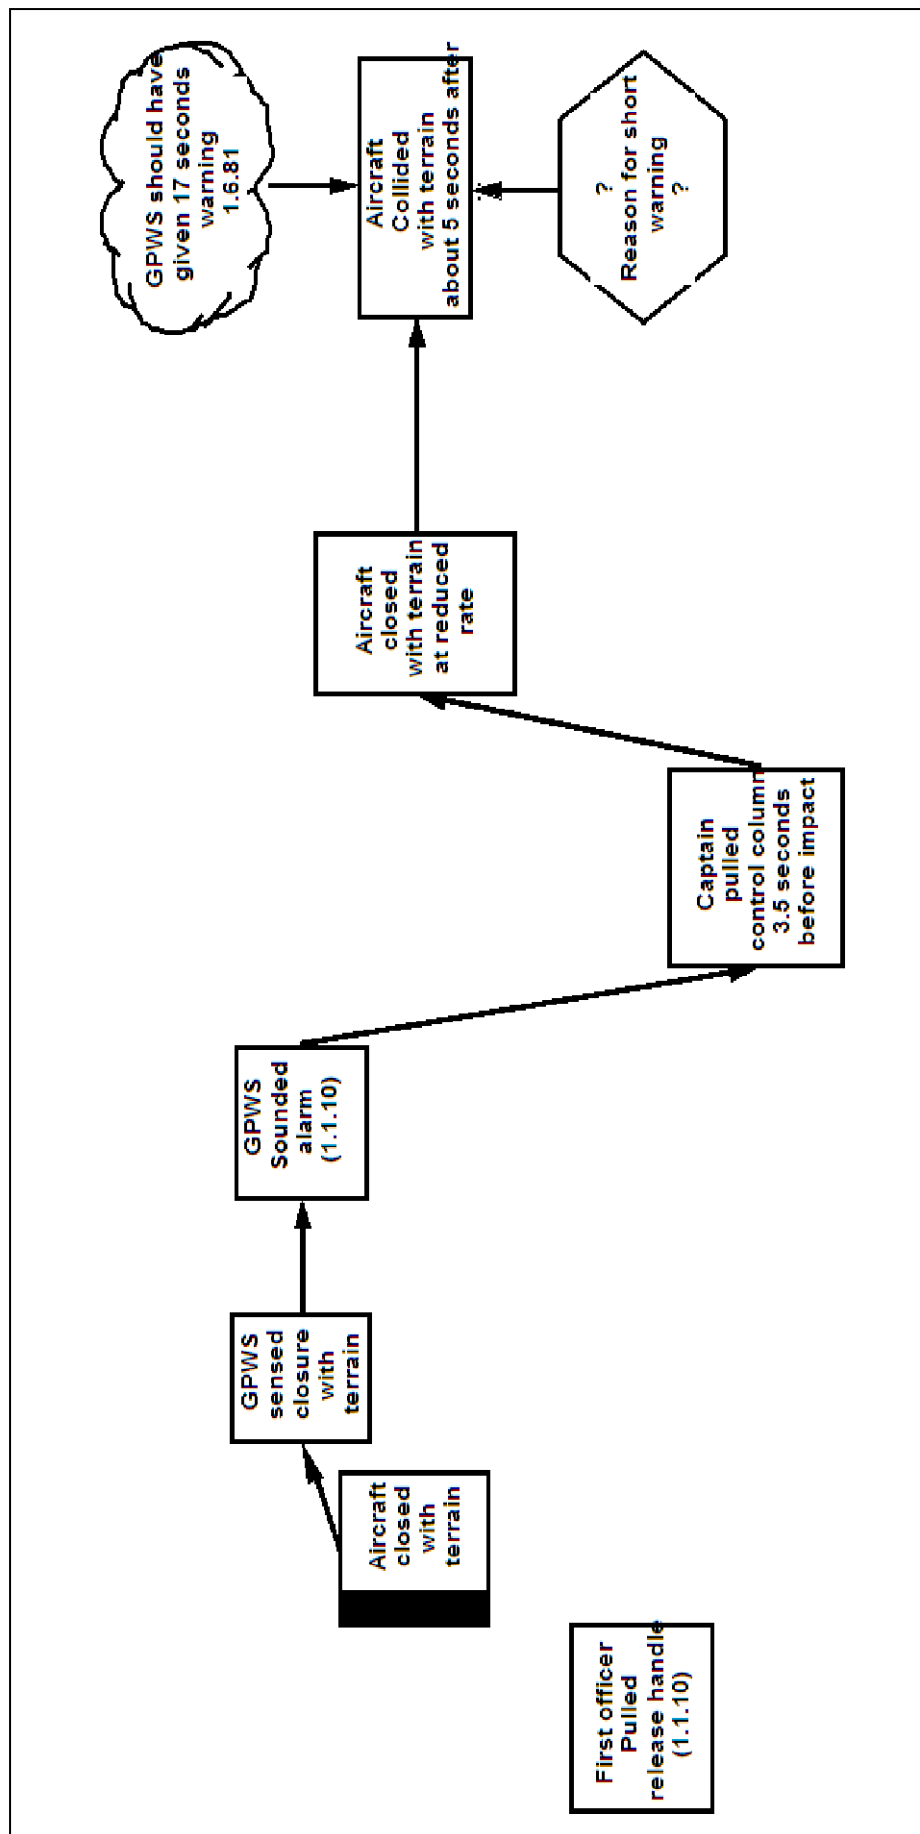 First officer
Pulled
release handle
(1.1.10)
Aircraft
closed
with
terrain
GPWS
sensed
closure
with
terrain
GPWS
Sounded
alarm
(1.1.10)
Captain
pulled
control column
3.5 seconds
before impact
Aircraft
closed
with terrain
at reduced
rate
GPWS should have
given 17 seconds
warning
1.6.81
Aircraft
Collided
with terrain
about 5 seconds after
?
Reason for short
warning
?